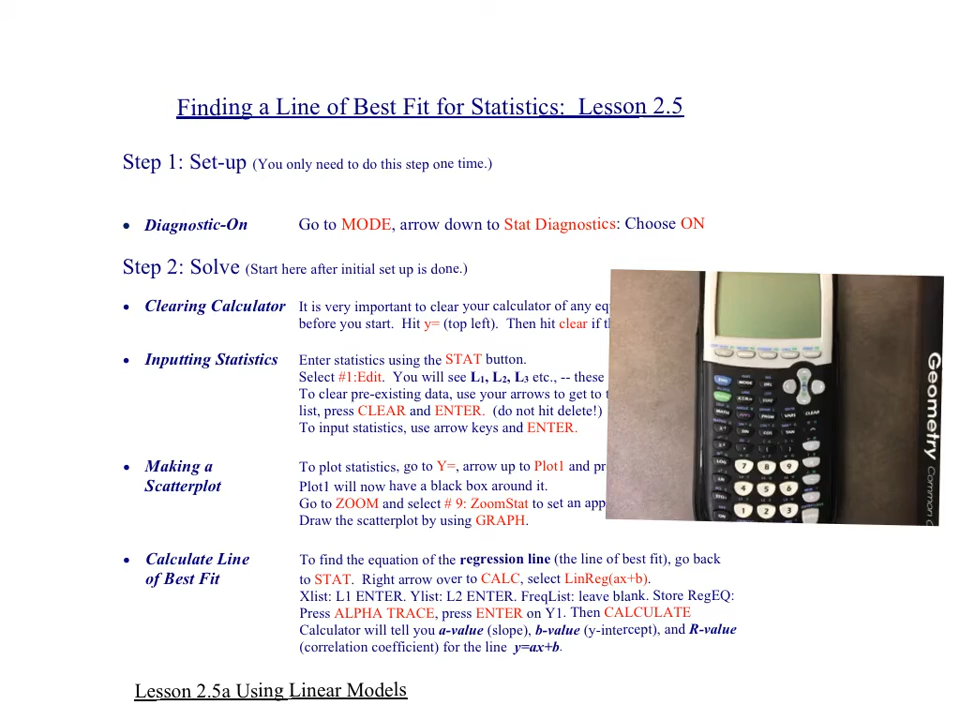 Finding a Line of Best Fit for Statistics: Lesson 2.5
Step 1: Set-up (You only need to do this step one time.)
• Diagnostic-On Go to MODE, arrow down to Stat Diagnostics: Choose ON
Step 2: Solve (Start here after initial set up is done.)
• Clearing Calculator It is very important to clear your calculator of any
before you start. Hit y= (top left). Then hit clear if
• Inputting Statistics Enter statistics using the STAT button.
Select #1:Edit. You will see L₁, L₂, L₃ etc., -- these
To clear pre-existing data, use your arrows to get to
list, press CLEAR and ENTER. (do not hit delete!)
To input statistics, use arrow keys and ENTER.
• Making a Scatterplot To plot statistics, go to Y=, arrow up to Plot1 and
Plot1 will now have a black box around it.
Go to ZOOM and select # 9: ZoomStat to set an
Draw the scatterplot by using GRAPH.
• Calculate Line of Best Fit To find the equation of the regression line (the line of best fit), go back
to STAT. Right arrow over to CALC, select LinReg(ax+b).
Xlist: L1 ENTER. Ylist: L2 ENTER. FreqList: leave blank. Store RegEQ:
Press ALPHA TRACE, press ENTER on Y1. Then CALCULATE
Calculator will tell you a-value (slope), b-value (y-intercept), and R-value
(correlation coefficient) for the line y=ax+b.
Lesson 2.5a Using Linear Models
Geometry Common
7 8 9
4 5 6
1 2 3